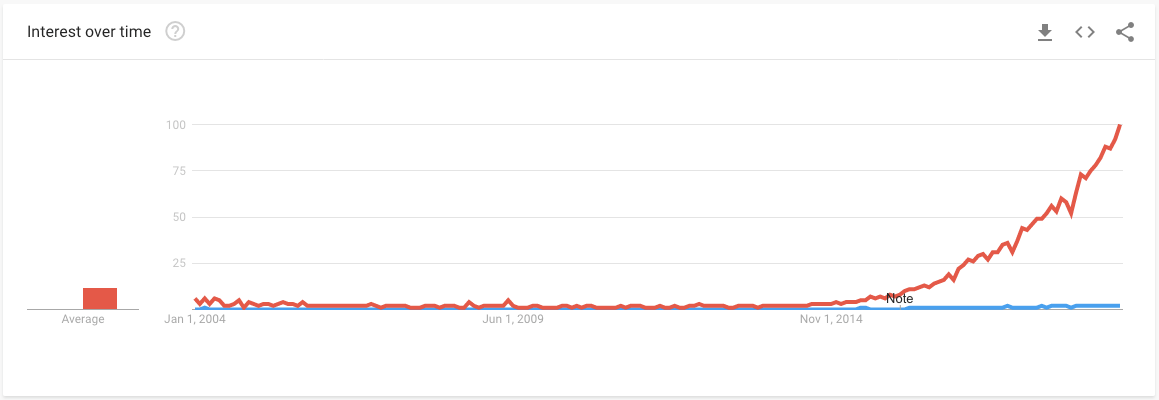 Interest over time
100
75
50
25
Note
Average
Jan 1, 2004
Jun 1, 2009
Nov 1, 2014